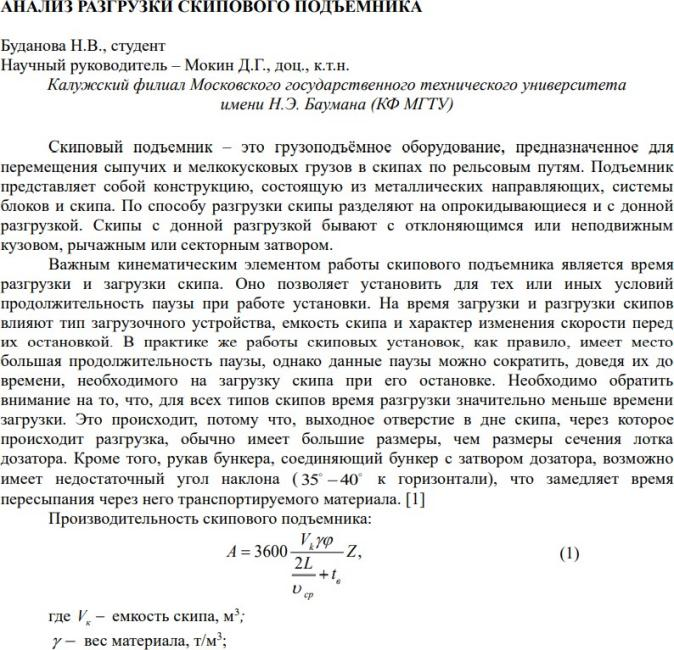 АНАЛИЗ РАЗГРУЗКИ СКИПОВОГО ПОДЪЕМНИКА
Буданова Н.В., студент
Научный руководитель – Мокин Д.Г., доц., к.т.н.
Калужский филиал Московского государственного технического университета
имени Н.Э. Баумана (КФ МГТУ)
Скиповый подъемник – это грузоподъёмное оборудование, предназначенное для
перемещения сыпучих и мелкокусковых грузов в скипах по рельсовым путям. Подъемник
представляет собой конструкцию, состоящую из металлических направляющих, системы
блоков и скипа. По способу разгрузки скипы разделяют на опрокидывающиеся и с донной
разгрузкой. Скипы с донной разгрузкой бывают с отклоняющимся или неподвижным
кузовом, рычажным или секторным затвором.
Важным кинематическим элементом работы скипового подъемника является время
разгрузки и загрузки скипа. Оно позволяет установить для тех или иных условий
продолжительность паузы при работе установки. На время загрузки и разгрузки скипов
влияют тип загрузочного устройства, емкость скипа и характер изменения скорости перед
их остановкой. В практике же работы скиповых установок, как правило, имеет место
большая продолжительность паузы, однако данные паузы можно сократить, доведя их до
времени, необходимого на загрузку скипа при его остановке. Необходимо обратить
внимание на то, что, для всех типов скипов время разгрузки значительно меньше времени
загрузки. Это происходит, потому что, выходное отверстие в дне скипа, через которое
происходит разгрузка, обычно имеет большие размеры, чем размеры сечения лотка
дозатора. Кроме того, рукав бункера, соединяющий бункер с затвором дозатора, возможно
имеет недостаточный угол наклона ( 35° – 40° к горизонтали), что замедляет время
пересыпания через него транспортируемого материала. [1]
Производительность скипового подъемника:
A = 3600 \frac{V_k γφ}{\frac{2L}{υ_{ср}} + t_в} Z, (1)
где V_к – емкость скипа, м³;
γ – вес материала, т/м³;